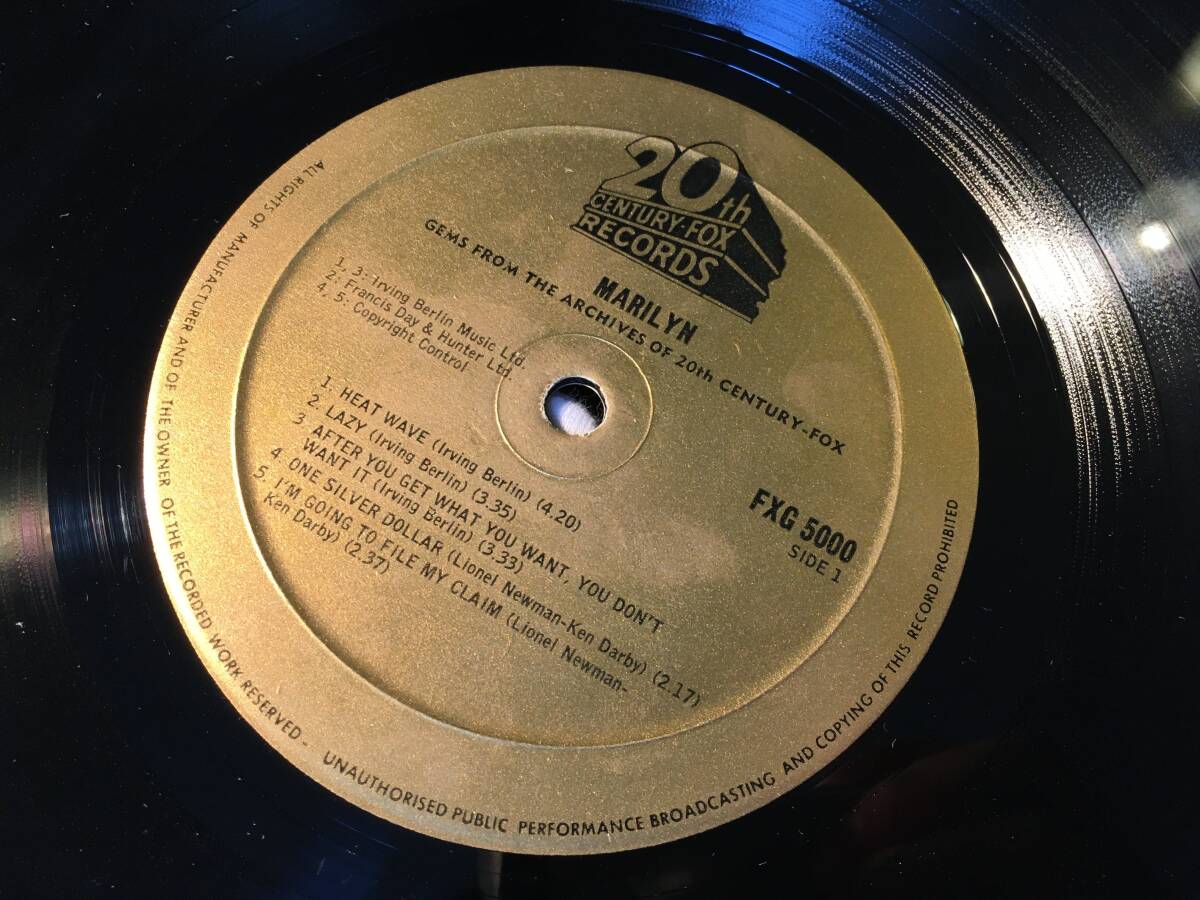 20th
CENTURY-FOX
RECORDS
MARILYN
GEMS FROM THE ARCHIVES OF 20th CENTURY-FOX
1, 3: Irving Berlin Music Ltd.
2: Francis Day & Hunter Ltd.
4, 5: Copyright Control
FXG 5000
SIDE 1
1. HEAT WAVE (Irving Berlin) (4.20)
2. LAZY (Irving Berlin) (3.35)
3 AFTER YOU GET WHAT YOU WANT, YOU DON'T
WANT IT (Irving Berlin) (3.33)
4 ONE SILVER DOLLAR (Lionel Newman-Ken Darby) (2.17)
5. I'M GOING TO FILE MY CLAIM (Lionel Newman-
Ken Darby) (2.37)
ALL RIGHTS OF MANUFACTURER AND OF THE OWNER OF THE RECORDED WORK RESERVED - UNAUTHORISED PUBLIC PERFORMANCE BROADCASTING AND COPYING OF THIS RECORD PROHIBITED